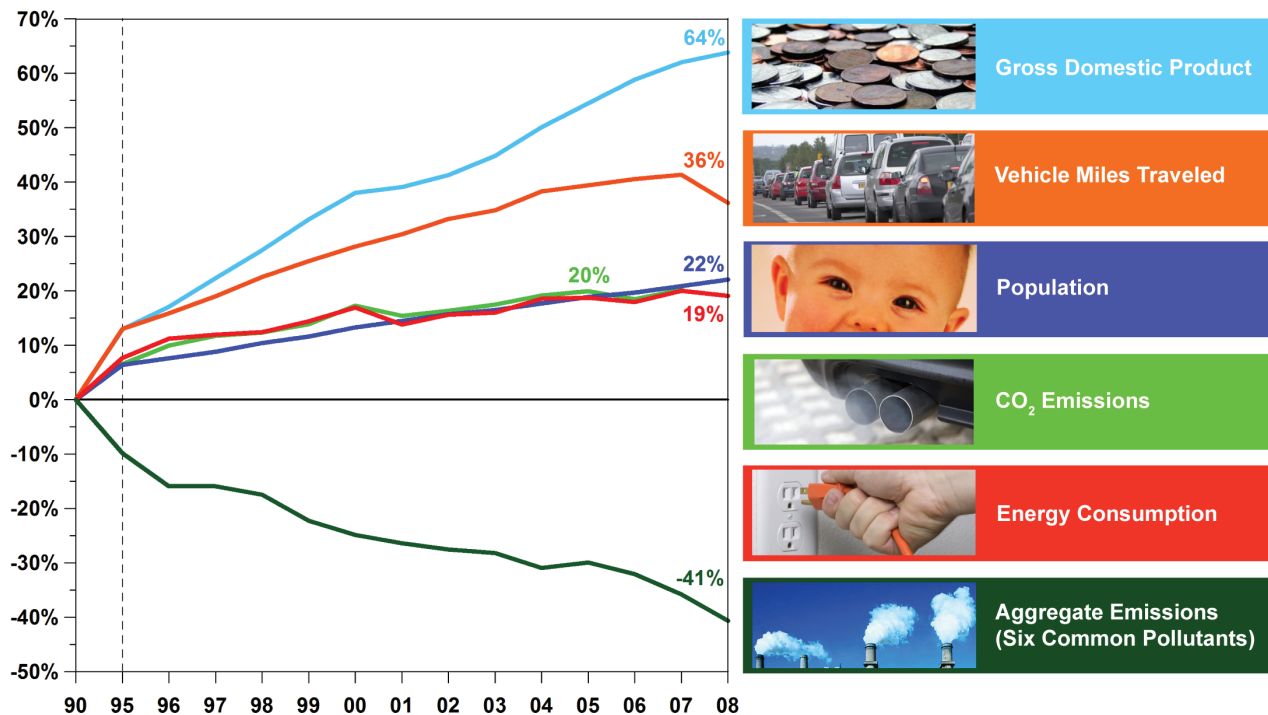 70%
60%
50%
40%
30%
20%
10%
0%
-10%
-20%
-30%
-40%
-50%
90 95 96 97 98 99 00 01 02 03 04 05 06 07 08
64%
36%
22%
20%
19%
-41%
Gross Domestic Product
Vehicle Miles Traveled
Population
CO₂ Emissions
Energy Consumption
Aggregate Emissions
(Six Common Pollutants)